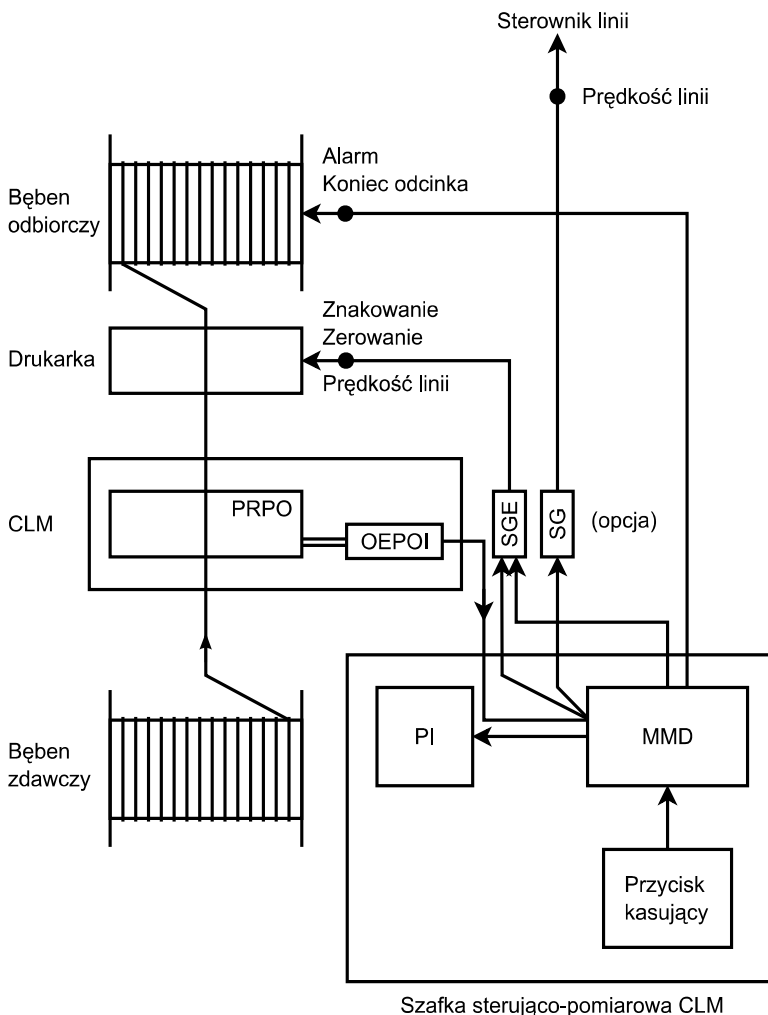 Sterownik linii
Prędkość linii
Alarm
Koniec odcinka
Bęben
odbiorczy
Znakowanie
Zerowanie
Drukarka
Prędkość linii
PRPO
CLM
OEPOI
SGE
SG
(opcja)
PI
MMD
Bęben
zdawczy
Przycisk
kasujący
Szafka sterująco-pomiarowa CLM